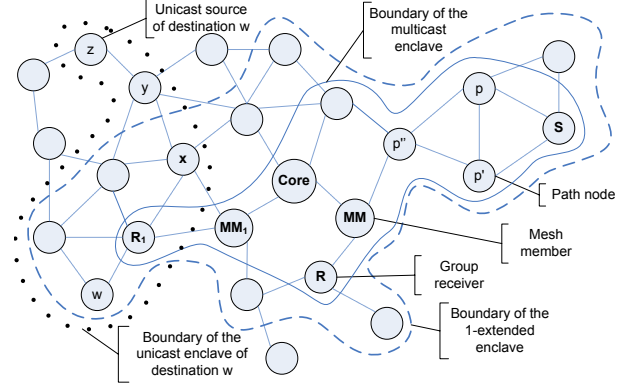 Unicast source
of destination w
Boundary of the
multicast
enclave
z
y
p
S
x
p''
Core
p'
Path node
R1
MM1
MM
Mesh
member
w
R
Group
receiver
Boundary of the
unicast enclave of
destination w
Boundary of the
1-extended
enclave